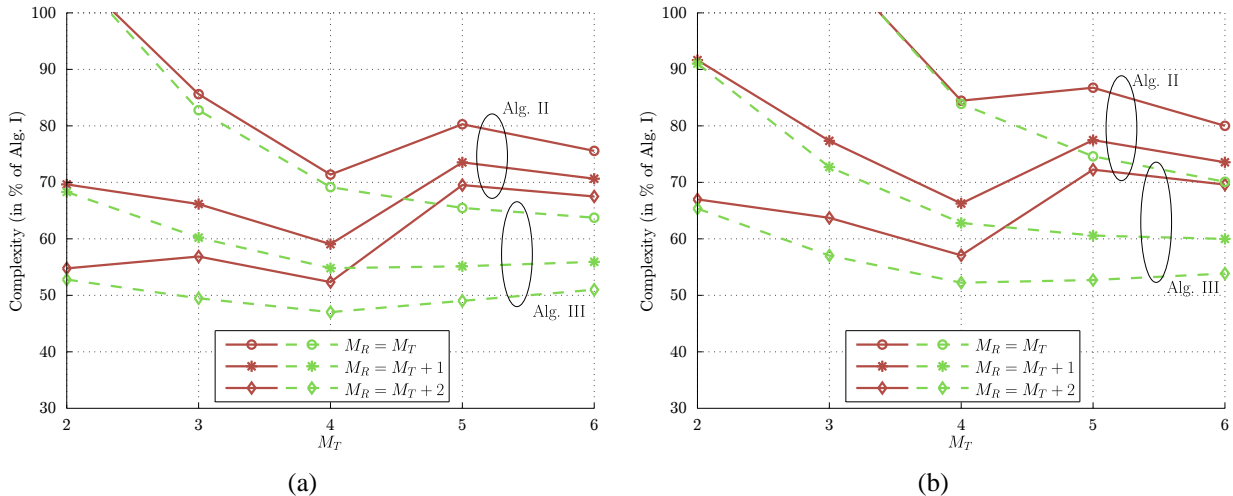 Complexity (in % of Alg. I)
100
90
80
70
60
50
40
30
2
3
4
5
6
M_T
Alg. II
Alg. III
M_R = M_T
M_R = M_T + 1
M_R = M_T + 2
(a)
Complexity (in % of Alg. I)
100
90
80
70
60
50
40
30
2
3
4
5
6
M_T
Alg. II
Alg. III
M_R = M_T
M_R = M_T + 1
M_R = M_T + 2
(b)